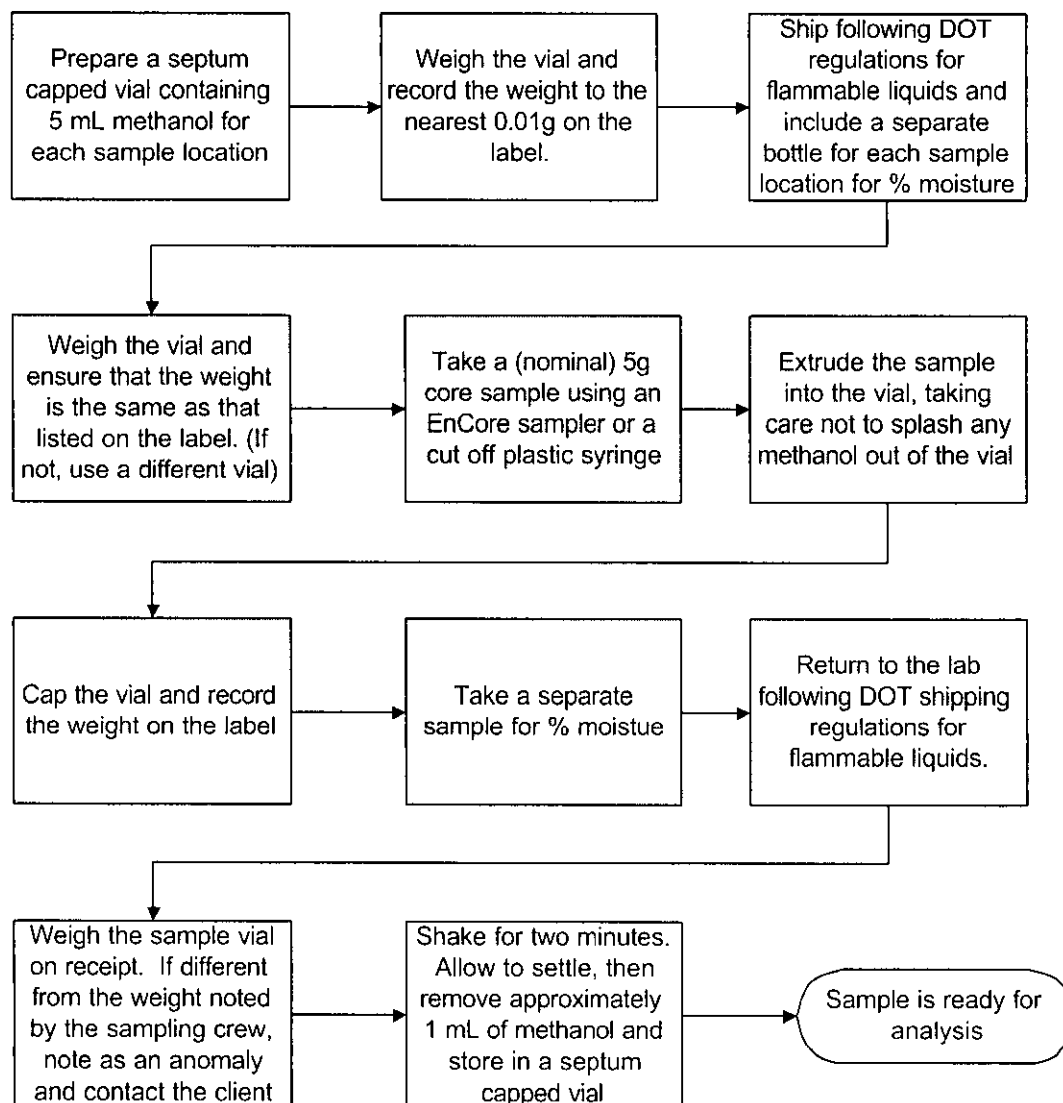 Prepare a septum
capped vial containing
5 mL methanol for
each sample location
Weigh the vial and
record the weight to the
nearest 0.01g on the
label.
Ship following DOT
regulations for
flammable liquids and
include a separate
bottle for each sample
location for % moisture
Weigh the vial and
ensure that the weight
is the same as that
listed on the label. (If
not, use a different vial)
Take a (nominal) 5g
core sample using an
EnCore sampler or a
cut off plastic syringe
Extrude the sample
into the vial, taking
care not to splash any
methanol out of the vial
Cap the vial and record
the weight on the label
Take a separate
sample for % moistue
Return to the lab
following DOT shipping
regulations for
flammable liquids.
Weigh the sample vial
on receipt. If different
from the weight noted
by the sampling crew,
note as an anomaly
and contact the client
Shake for two minutes.
Allow to settle, then
remove approximately
1 mL of methanol and
store in a septum
capped vial
Sample is ready for
analysis